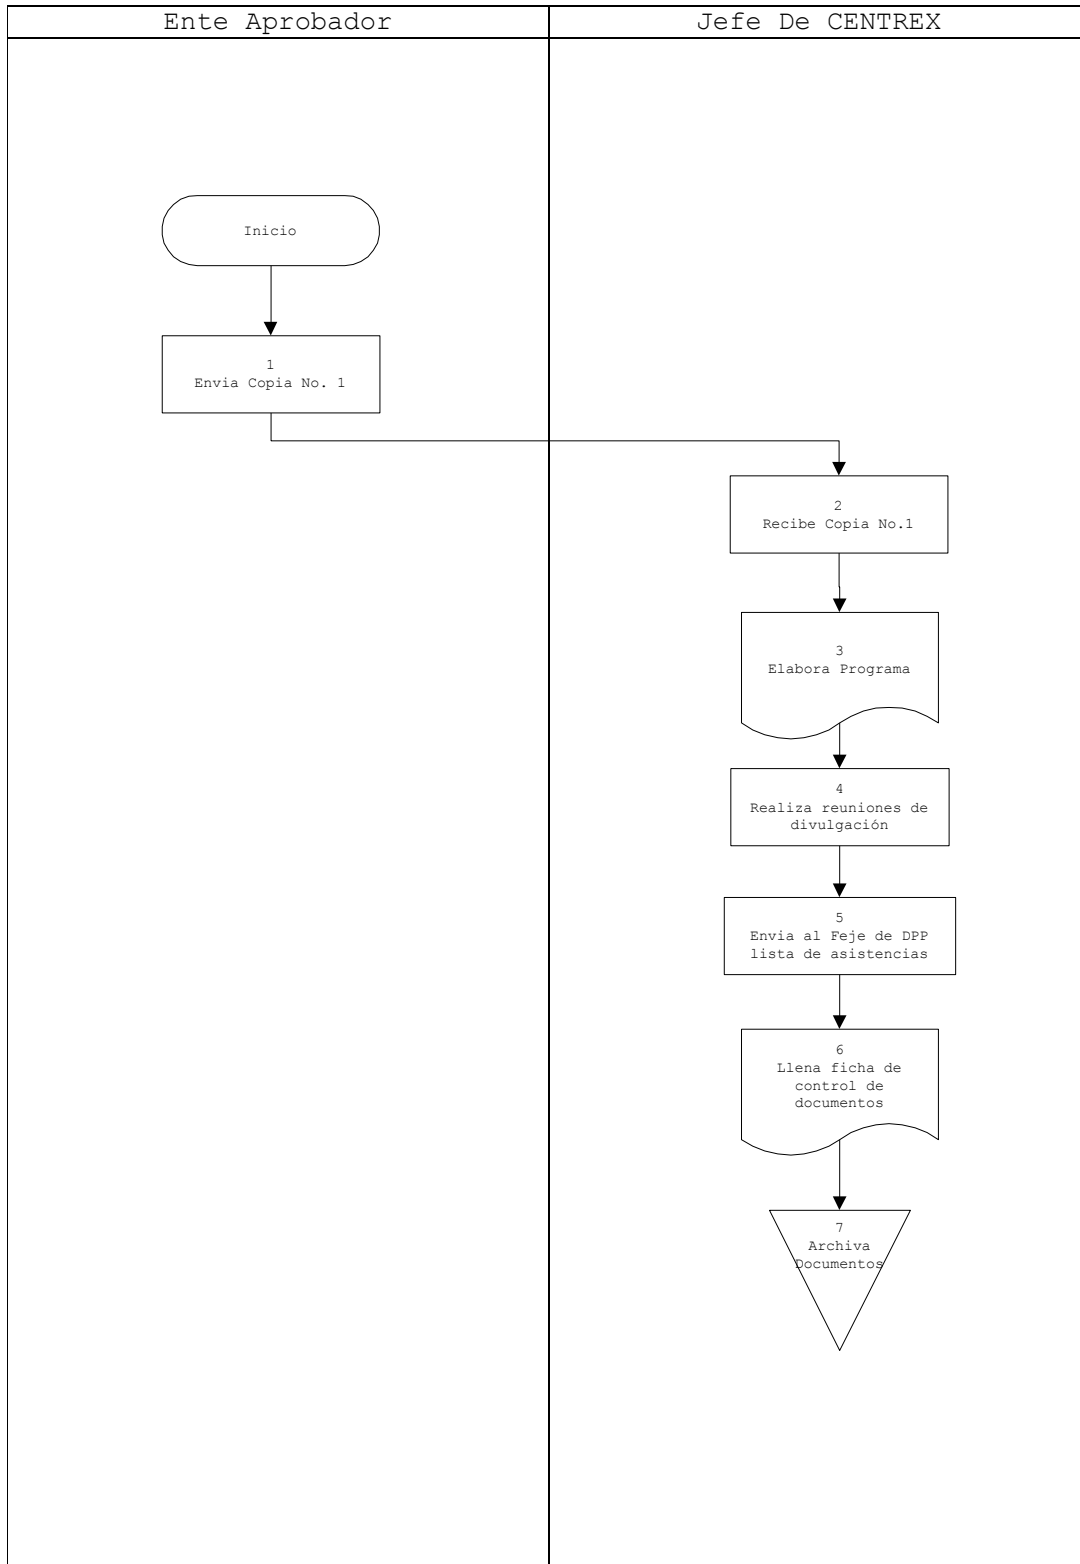 Ente Aprobador
Jefe De CENTREX
Inicio
1
Envia Copia No. 1
2
Recibe Copia No.1
3
Elabora Programa
4
Realiza reuniones de
divulgación
5
Envia al Feje de DPP
lista de asistencias
6
Llena ficha de
control de
documentos
7
Archiva
Documentos